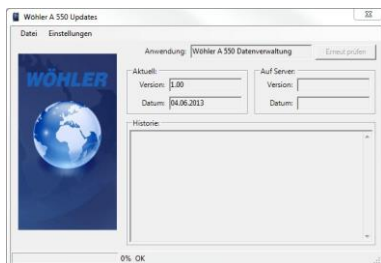 Wöhler A 550 Updates
Datei Einstellungen
Anwendung: Wöhler A 550 Datenverwaltung Erneut prüfen
Aktuell: Auf Server:
Version: 1.00 Version:
Datum: 04.06.2013 Datum:
WÖHLER
Historie:
0% OK